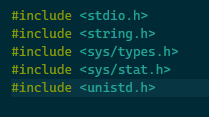 #include <stdio.h>
#include <string.h>
#include <sys/types.h>
#include <sys/stat.h>
#include <unistd.h>